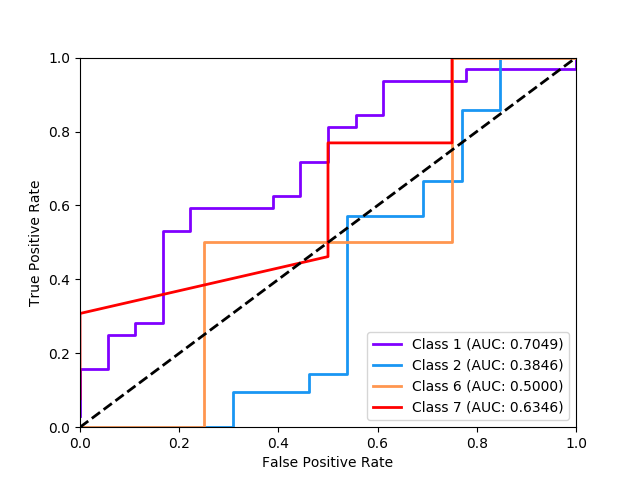 1.0
0.8
0.6
0.4
0.2
0.0
True Positive Rate
Class 1 (AUC: 0.7049)
Class 2 (AUC: 0.3846)
Class 6 (AUC: 0.5000)
Class 7 (AUC: 0.6346)
0.0 0.2 0.4 0.6 0.8 1.0
False Positive Rate